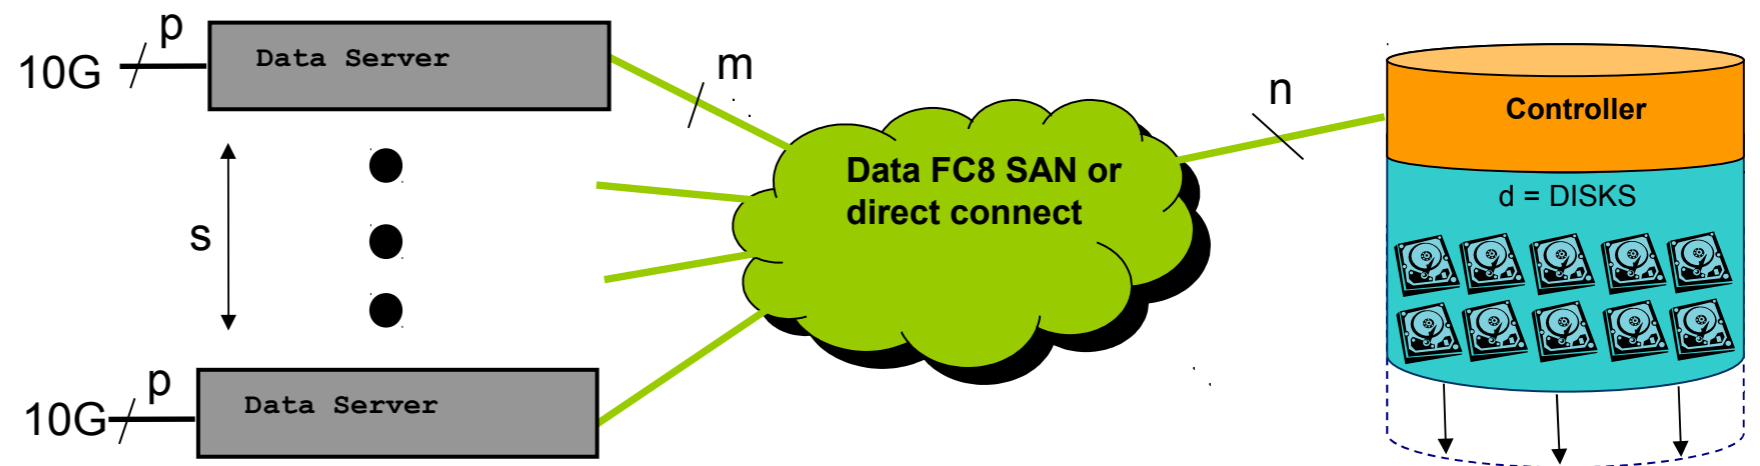 p
10G
Data Server
m
n
Controller
Data FC8 SAN or
direct connect
d = DISKS
s
p
10G
Data Server